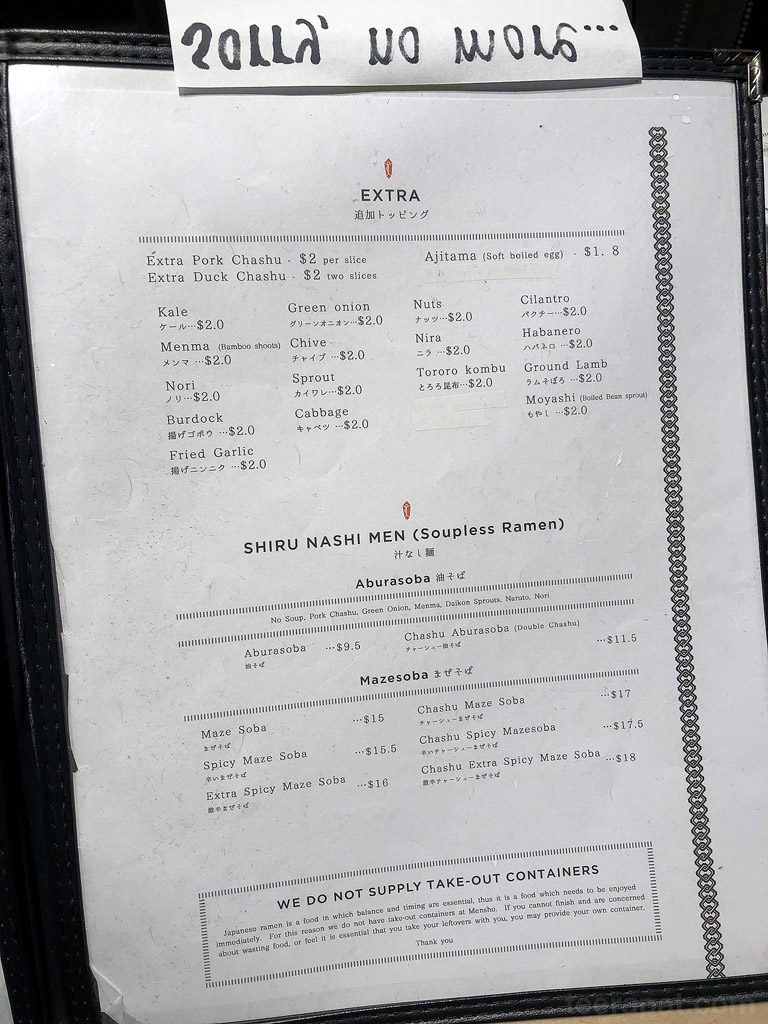 Sorry, no more...
EXTRA
追加トッピング
Extra Pork Chashu - $2 per slice
Extra Duck Chashu - $2 two slices
Ajitama (Soft boiled egg) - $1. 8
Kale
ケール…$2.0
Menma (Bamboo shoots)
メンマ …$2.0
Nori
ノリ…$2.0
Burdock
揚げゴボウ …$2.0
Fried Garlic
揚げニンニク …$2.0
Green onion
グリーンオニオン…$2.0
Chive
チャイブ …$2.0
Sprout
カイワレ…$2.0
Cabbage
キャベツ …$2.0
Nuts
ナッツ…$2.0
Nira
ニラ …$2.0
Tororo kombu
とろろ昆布…$2.0
Cilantro
パクチー…$2.0
Habanero
ハバネロ …$2.0
Ground Lamb
ラムそぼろ …$2.0
Moyashi (Boiled Bean sprout)
もやし …$2.0
SHIRU NASHI MEN (Soupless Ramen)
汁なし麺
Aburasoba 油そば
No Soup, Pork Chashu, Green Onion, Menma, Daikon Sprouts, Naruto, Nori
Aburasoba …$9.5
油そば
Chashu Aburasoba (Double Chashu) …$11.5
チャーシュー油そば
Mazesoba まぜそば
Maze Soba …$15
まぜそば
Spicy Maze Soba …$15.5
辛いまぜそば
Extra Spicy Maze Soba …$16
激辛まぜそば
Chashu Maze Soba …$17
チャーシューまぜそば
Chashu Spicy Mazesoba …$17.5
辛いチャーシューまぜそば
Chashu Extra Spicy Maze Soba …$18
激辛チャーシューまぜそば
WE DO NOT SUPPLY TAKE-OUT CONTAINERS
Japanese ramen is a food in which balance and timing are essential, thus it is a food which needs to be enjoyed
immediately. For this reason we do not have take-out containers at Mensho. If you cannot finish and are concerned
about wasting food, or feel it is essential that you take your leftovers with you, you may provide your own container.
Thank you